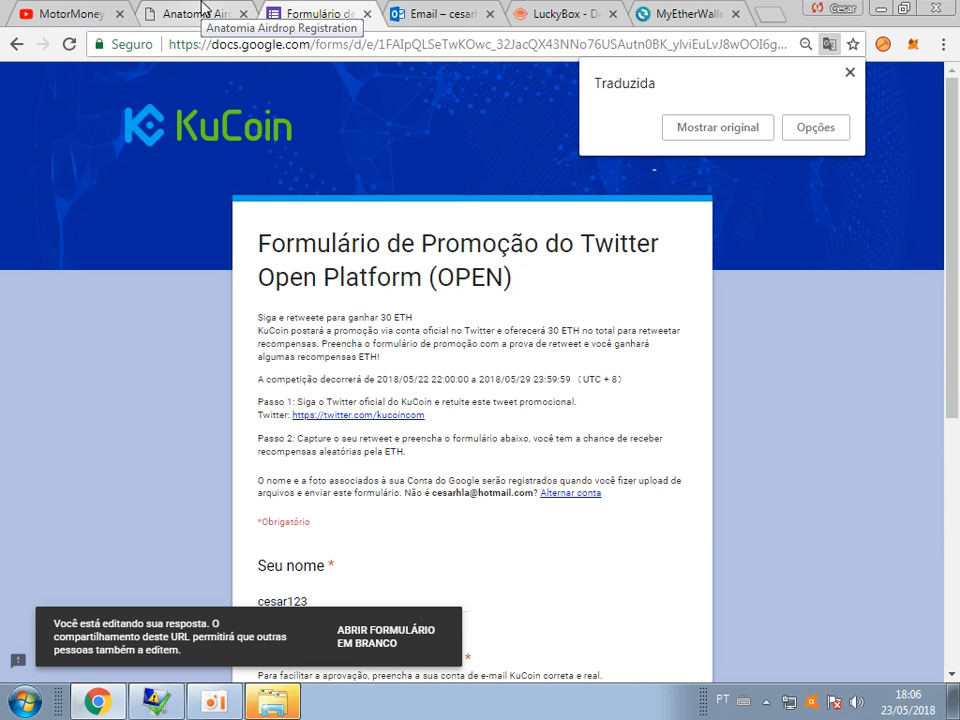 MotorMoney
Anatomia Airc
Formulário de
Email – cesarh
LuckyBox - De
MyEtherWalle
Cesar
Anatomia Airdrop Registration
Seguro
https://docs.google.com/forms/d/e/1FAIpQLSeTwKOwc_32JacQX43NNo76USAutn0BK_ylviEuLvJ8wOOI6g...
Traduzida
Mostrar original
Opções
KuCoin
Formulário de Promoção do Twitter
Open Platform (OPEN)
Siga e retweete para ganhar 30 ETH
KuCoin postará a promoção via conta oficial no Twitter e oferecerá 30 ETH no total para retweetar
recompensas. Preencha o formulário de promoção com a prova de retweet e você ganhará
algumas recompensas ETH!
A competição decorrerá de 2018/05/22 22:00:00 a 2018/05/29 23:59:59 （UTC + 8）
Passo 1: Siga o Twitter oficial do KuCoin e retuite este tweet promocional.
Twitter: https://twitter.com/kucoincom
Passo 2: Capture o seu retweet e preencha o formulário abaixo, você tem a chance de receber
recompensas aleatórias pela ETH.
O nome e a foto associados à sua Conta do Google serão registrados quando você fizer upload de
arquivos e enviar este formulário. Não é cesarhla@hotmail.com? Alternar conta
*Obrigatório
Seu nome *
cesar123
*
Para facilitar a aprovação, preencha a sua conta de e-mail KuCoin correta e real.
Você está editando sua resposta. O
compartilhamento deste URL permitirá que outras
pessoas também a editem.
ABRIR FORMULÁRIO
EM BRANCO
PT
18:06
23/05/2018